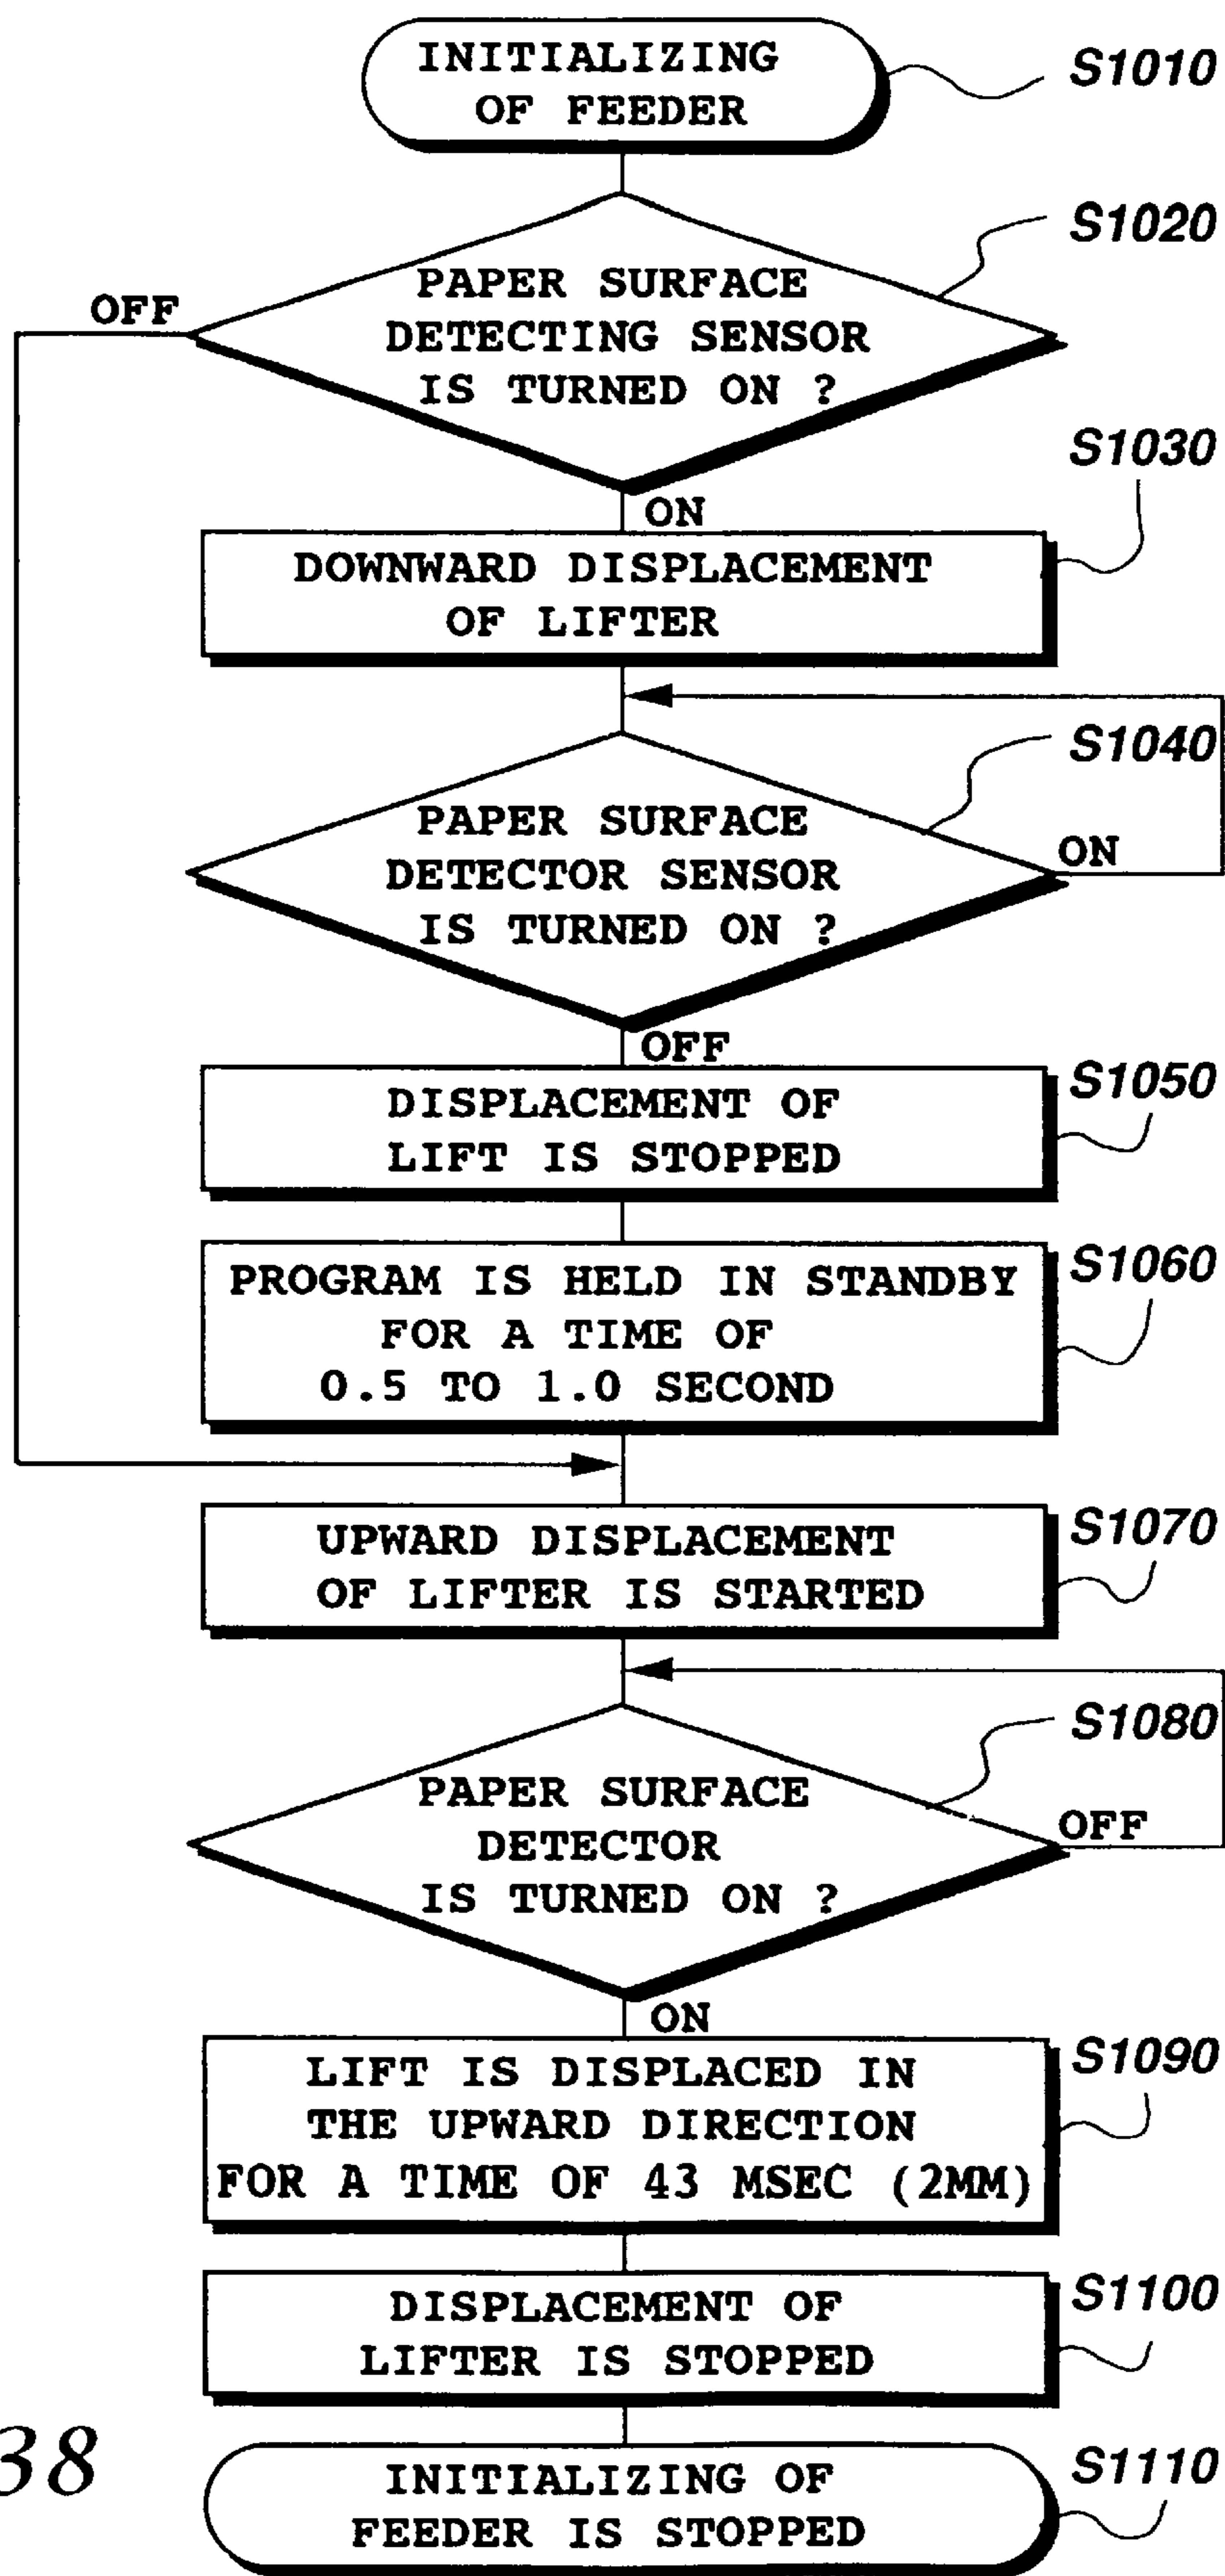 INITIALIZING
OF FEEDER
S1010
PAPER SURFACE
DETECTING SENSOR
IS TURNED ON ?
S1020
OFF
ON
S1030
DOWNWARD DISPLACEMENT
OF LIFTER
S1040
PAPER SURFACE
DETECTOR SENSOR
IS TURNED ON ?
ON
OFF
S1050
DISPLACEMENT OF
LIFT IS STOPPED
S1060
PROGRAM IS HELD IN STANDBY
FOR A TIME OF
0.5 TO 1.0 SECOND
S1070
UPWARD DISPLACEMENT
OF LIFTER IS STARTED
S1080
PAPER SURFACE
DETECTOR
IS TURNED ON ?
OFF
ON
S1090
LIFT IS DISPLACED IN
THE UPWARD DIRECTION
FOR A TIME OF 43 MSEC (2MM)
S1100
DISPLACEMENT OF
LIFTER IS STOPPED
38
S1110
INITIALIZING OF
FEEDER IS STOPPED